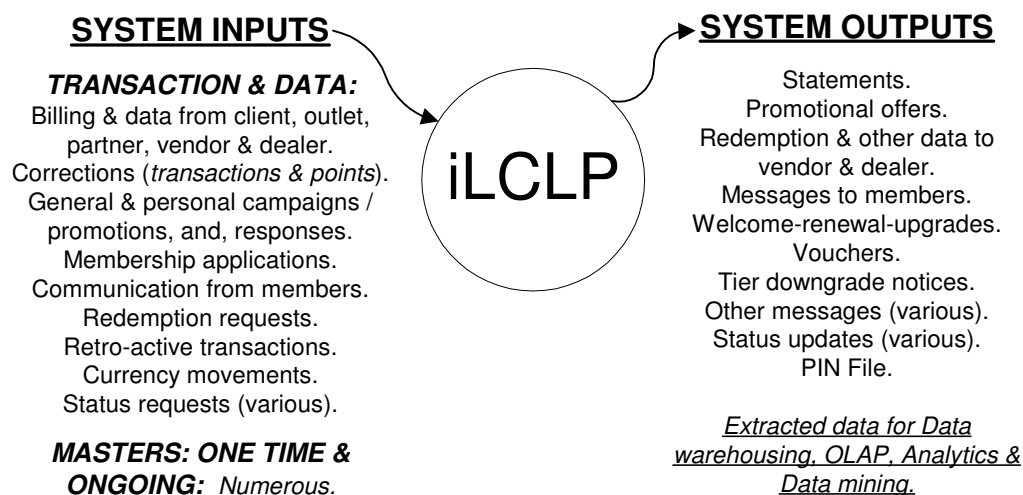 SYSTEM INPUTS
TRANSACTION & DATA:
Billing & data from client, outlet,
partner, vendor & dealer.
Corrections (transactions & points).
General & personal campaigns /
promotions, and, responses.
Membership applications.
Communication from members.
Redemption requests.
Retro-active transactions.
Currency movements.
Status requests (various).
MASTERS: ONE TIME &
ONGOING: Numerous.
iLCLP
SYSTEM OUTPUTS
Statements.
Promotional offers.
Redemption & other data to
vendor & dealer.
Messages to members.
Welcome-renewal-upgrades.
Vouchers.
Tier downgrade notices.
Other messages (various).
Status updates (various).
PIN File.
Extracted data for Data
warehousing, OLAP, Analytics &
Data mining.